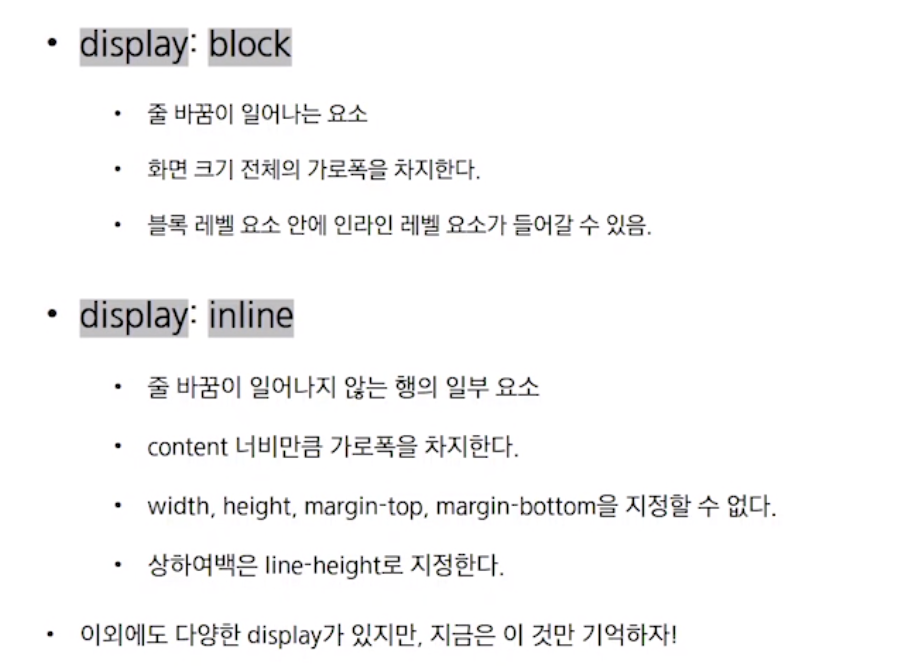 • display: block
• 줄 바꿈이 일어나는 요소
• 화면 크기 전체의 가로폭을 차지한다.
• 블록 레벨 요소 안에 인라인 레벨 요소가 들어갈 수 있음.
• display: inline
• 줄 바꿈이 일어나지 않는 행의 일부 요소
• content 너비만큼 가로폭을 차지한다.
• width, height, margin-top, margin-bottom을 지정할 수 없다.
• 상하여백은 line-height로 지정한다.
• 이외에도 다양한 display가 있지만, 지금은 이 것만 기억하자!